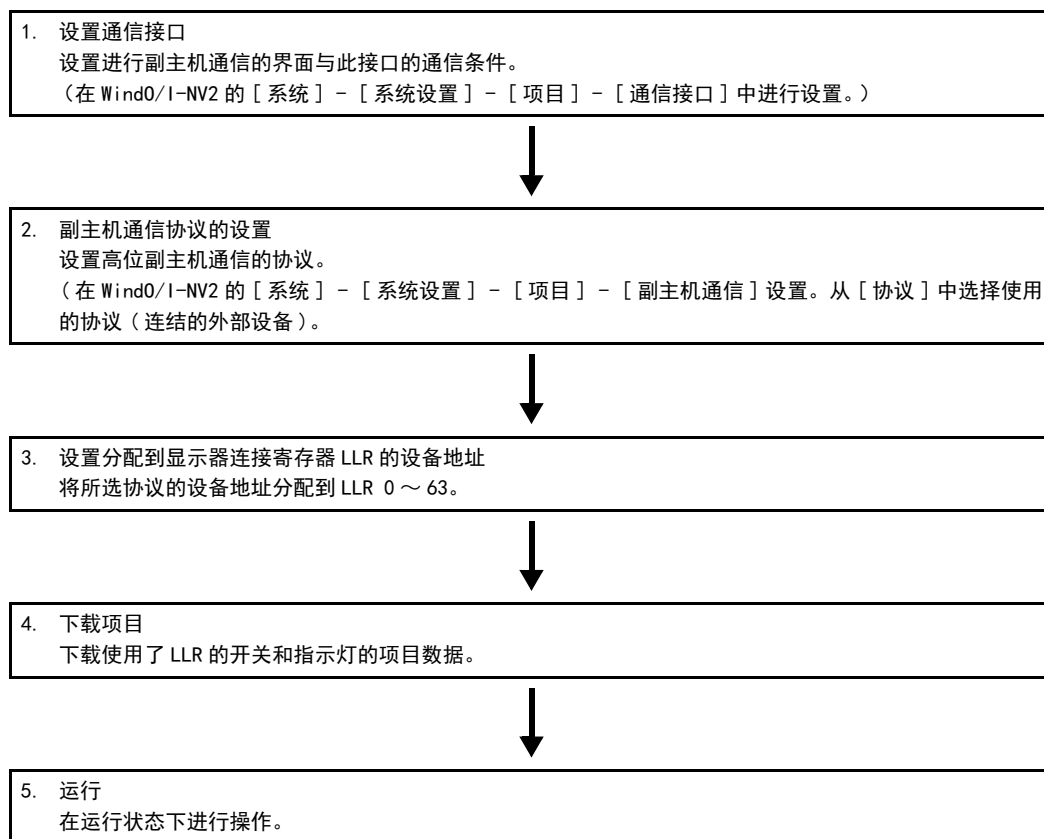 1. 设置通信接口
设置进行副主机通信的界面与此接口的通信条件。
（在 WindO/I-NV2 的 [ 系统 ] - [ 系统设置 ] - [ 项目 ] - [ 通信接口 ] 中进行设置。）
2. 副主机通信协议的设置
设置高位副主机通信的协议。
( 在 WindO/I-NV2 的 [ 系统 ] - [ 系统设置 ] - [ 项目 ] - [ 副主机通信 ] 设置。从 [ 协议 ] 中选择使用
的协议 ( 连结的外部设备 )。
3. 设置分配到显示器连接寄存器 LLR 的设备地址
将所选协议的设备地址分配到 LLR 0 ～ 63。
4. 下载项目
下载使用了 LLR 的开关和指示灯的项目数据。
5. 运行
在运行状态下进行操作。